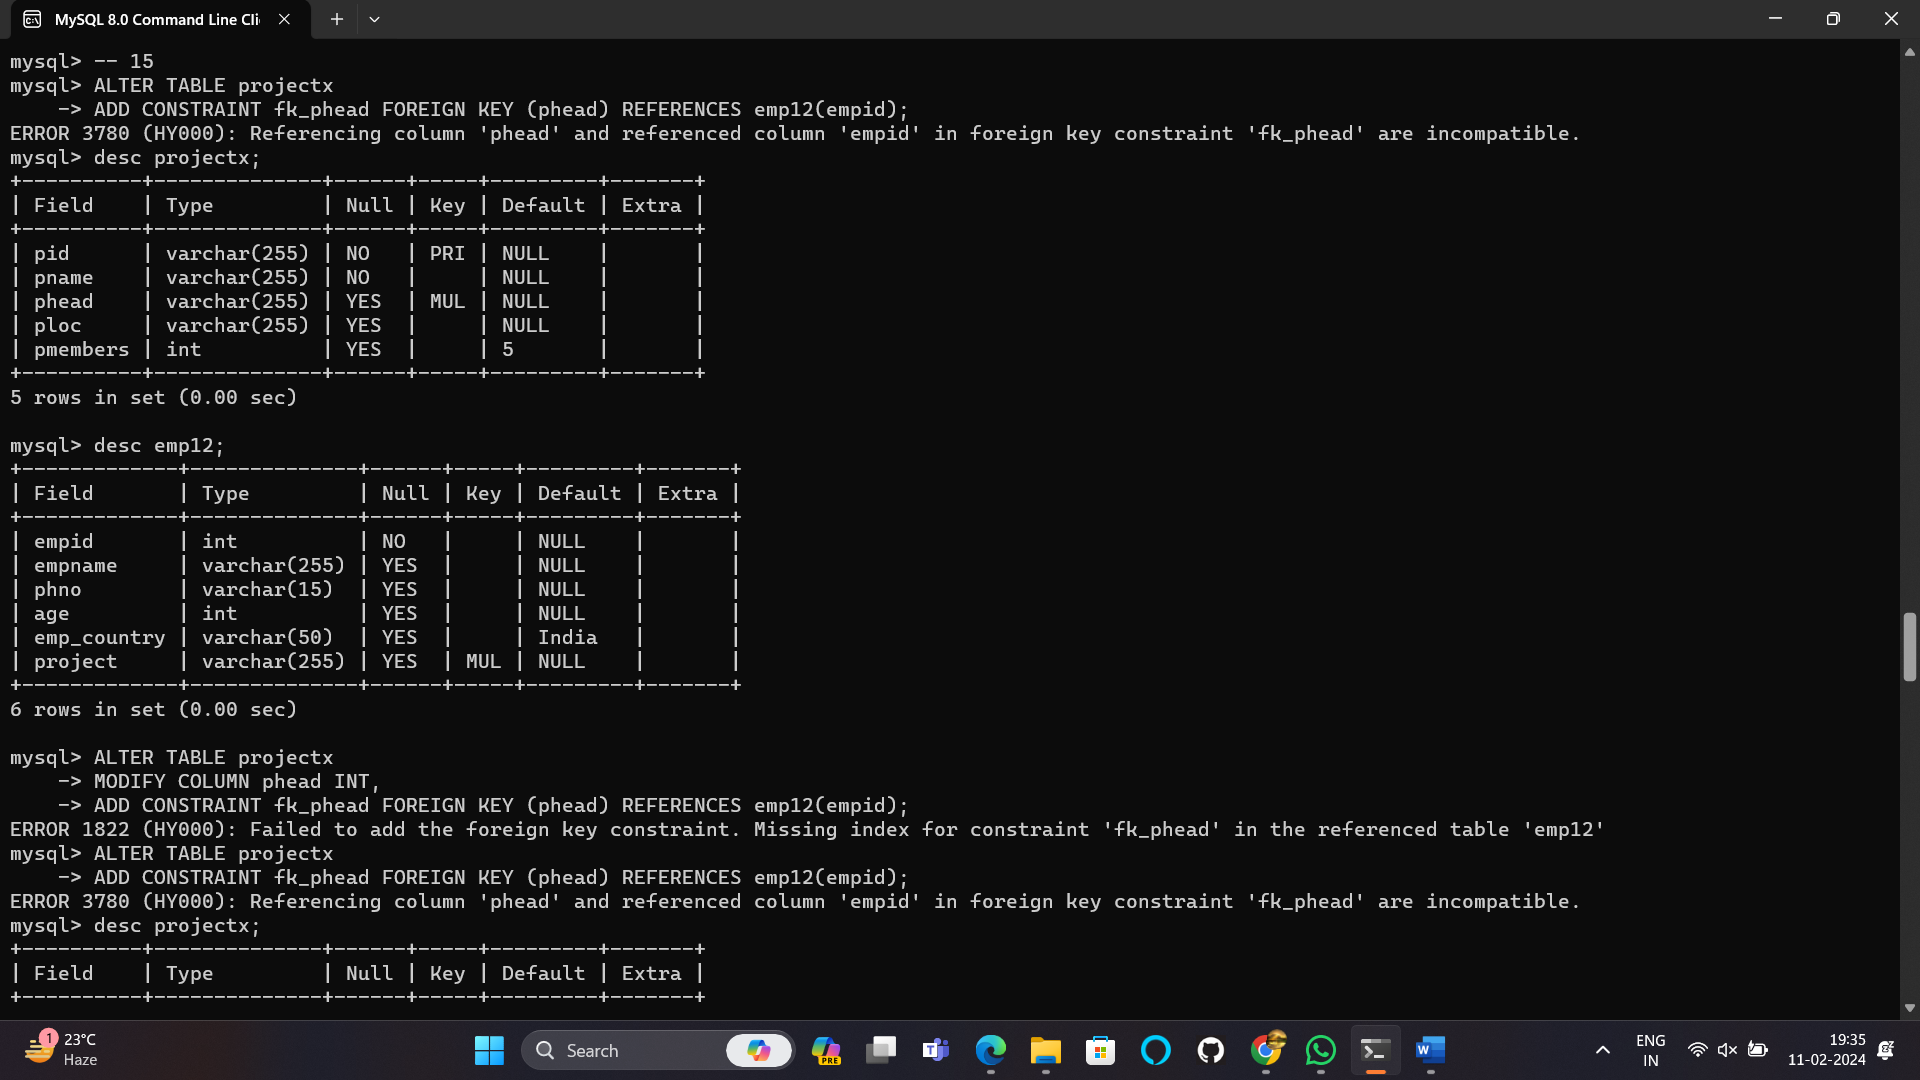 MySQL 8.0 Command Line Cli
mysql> -- 15
mysql> ALTER TABLE projectx
    -> ADD CONSTRAINT fk_phead FOREIGN KEY (phead) REFERENCES emp12(empid);
ERROR 3780 (HY000): Referencing column 'phead' and referenced column 'empid' in foreign key constraint 'fk_phead' are incompatible.
mysql> desc projectx;
+----------+--------------+------+-----+---------+-------+
| Field    | Type         | Null | Key | Default | Extra |
+----------+--------------+------+-----+---------+-------+
| pid      | varchar(255) | NO   | PRI | NULL    |       |
| pname    | varchar(255) | NO   |     | NULL    |       |
| phead    | varchar(255) | YES  | MUL | NULL    |       |
| ploc     | varchar(255) | YES  |     | NULL    |       |
| pmembers | int          | YES  |     | 5       |       |
+----------+--------------+------+-----+---------+-------+
5 rows in set (0.00 sec)
mysql> desc emp12;
+-------------+--------------+------+-----+---------+-------+
| Field       | Type         | Null | Key | Default | Extra |
+-------------+--------------+------+-----+---------+-------+
| empid       | int          | NO   |     | NULL    |       |
| empname     | varchar(255) | YES  |     | NULL    |       |
| phno        | varchar(15)  | YES  |     | NULL    |       |
| age         | int          | YES  |     | NULL    |       |
| emp_country | varchar(50)  | YES  |     | India   |       |
| project     | varchar(255) | YES  | MUL | NULL    |       |
+-------------+--------------+------+-----+---------+-------+
6 rows in set (0.00 sec)
mysql> ALTER TABLE projectx
    -> MODIFY COLUMN phead INT,
    -> ADD CONSTRAINT fk_phead FOREIGN KEY (phead) REFERENCES emp12(empid);
ERROR 1822 (HY000): Failed to add the foreign key constraint. Missing index for constraint 'fk_phead' in the referenced table 'emp12'
mysql> ALTER TABLE projectx
    -> ADD CONSTRAINT fk_phead FOREIGN KEY (phead) REFERENCES emp12(empid);
ERROR 3780 (HY000): Referencing column 'phead' and referenced column 'empid' in foreign key constraint 'fk_phead' are incompatible.
mysql> desc projectx;
+----------+--------------+------+-----+---------+-------+
| Field    | Type         | Null | Key | Default | Extra |
+----------+--------------+------+-----+---------+-------+
1
23°C
Haze
Search
PRE
ENG
IN
19:35
11-02-2024